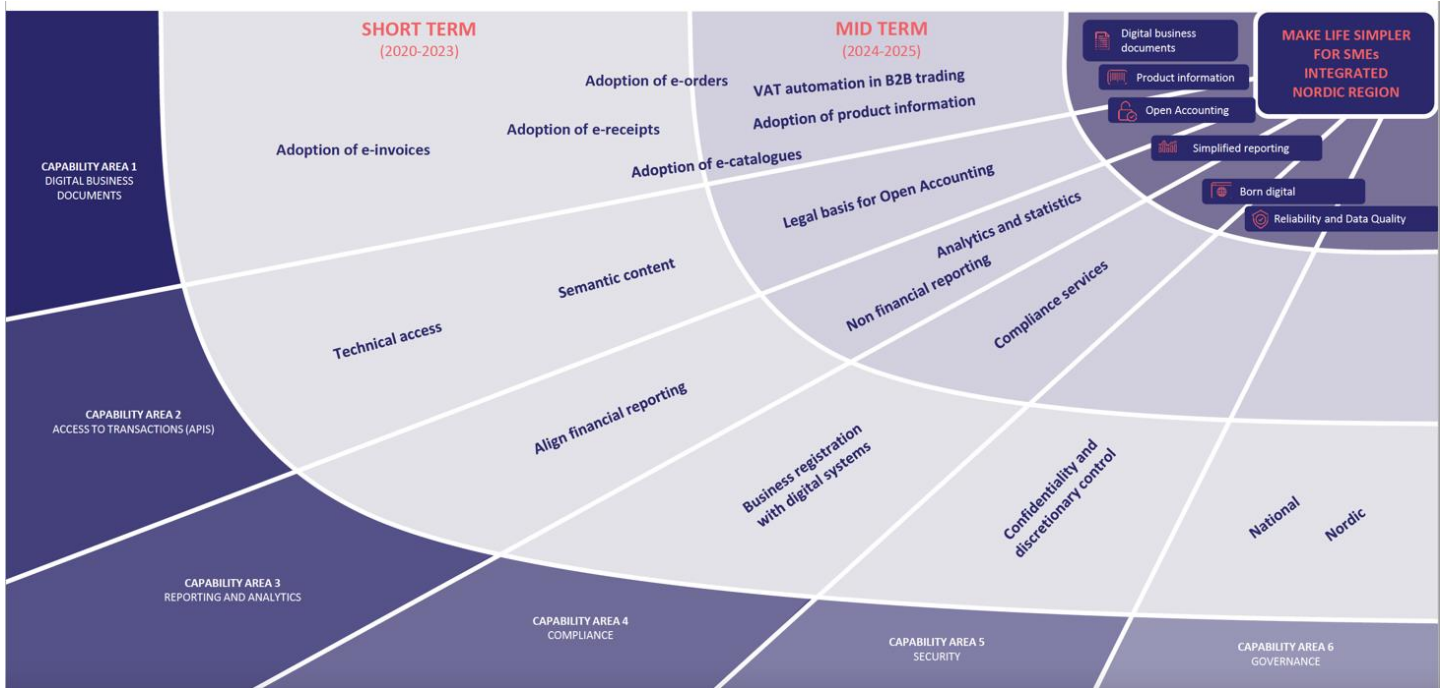 SHORT TERM
(2020-2023)
MID TERM
(2024-2025)
MAKE LIFE SIMPLER
FOR SMEs
INTEGRATED
NORDIC REGION
Digital business
documents
Product information
Open Accounting
Simplified reporting
Born digital
Reliability and Data Quality
CAPABILITY AREA 1
DIGITAL BUSINESS
DOCUMENTS
Adoption of e-invoices
Adoption of e-receipts
Adoption of e-orders
Adoption of e-catalogues
VAT automation in B2B trading
Adoption of product information
CAPABILITY AREA 2
ACCESS TO TRANSACTIONS (APIS)
Technical access
Semantic content
Legal basis for Open Accounting
CAPABILITY AREA 3
REPORTING AND ANALYTICS
Align financial reporting
Non financial reporting
Analytics and statistics
CAPABILITY AREA 4
COMPLIANCE
Business registration
with digital systems
Compliance services
CAPABILITY AREA 5
SECURITY
Confidentiality and
discretionary control
CAPABILITY AREA 6
GOVERNANCE
National
Nordic